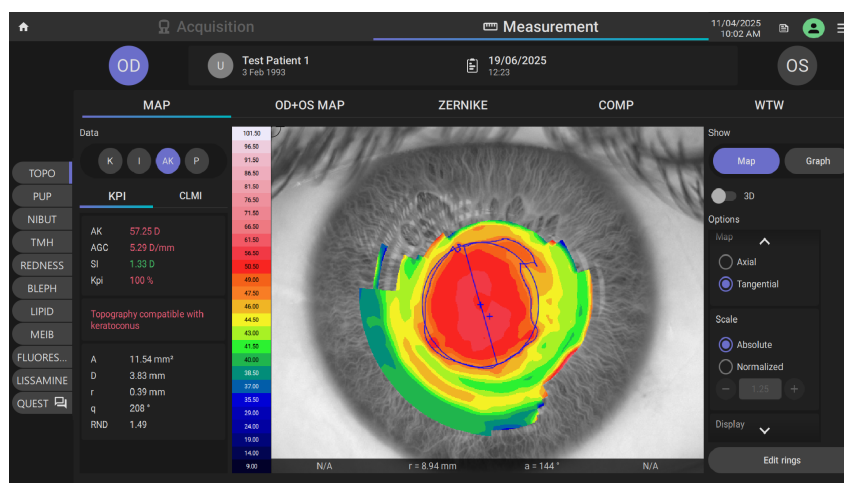 Acquisition
Measurement
11/04/2025
10:02 AM
OD
U
Test Patient 1
3 Feb 1993
19/06/2025
12:23
OS
MAP
OD+OS MAP
ZERNIKE
COMP
WTW
TOPO
PUP
NIBUT
TMH
REDNESS
BLEPH
LIPID
MEIB
FLUORES...
LISSAMINE
QUEST
Data
K
I
AK
P
KPI
CLMI
AK 57.25 D
AGC 5.29 D/mm
SI 1.33 D
Kpi 100 %
Topography compatible with
keratoconus
A 11.54 mm²
D 3.83 mm
r 0.39 mm
q 208 °
RND 1.49
101.50
96.50
91.50
86.50
81.50
76.50
71.50
66.50
61.50
56.50
50.50
49.00
47.50
46.00
44.50
43.00
41.50
40.00
38.50
37.00
35.50
29.00
24.00
19.00
14.00
9.00
N/A
r = 8.94 mm
a = 144 °
N/A
Show
Map
Graph
3D
Options
Map
Axial
Tangential
Scale
Absolute
Normalized
− 1.25 +
Display
Edit rings